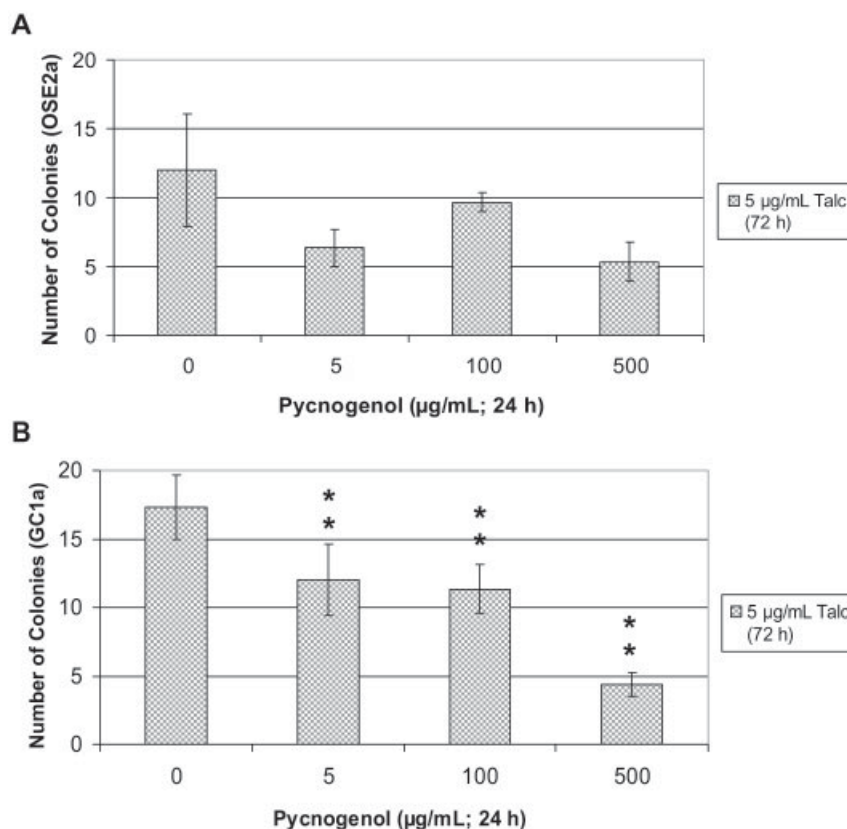 A
Number of Colonies (OSE2a)
20
15
10
5
0
0 5 100 500
Pycnogenol (µg/mL; 24 h)
5 µg/mL Talc
(72 h)
B
Number of Colonies (GC1a)
20
15
10
5
0
* * *
* * *
0 5 100 500
Pycnogenol (µg/mL; 24 h)
5 µg/mL Talc
(72 h)